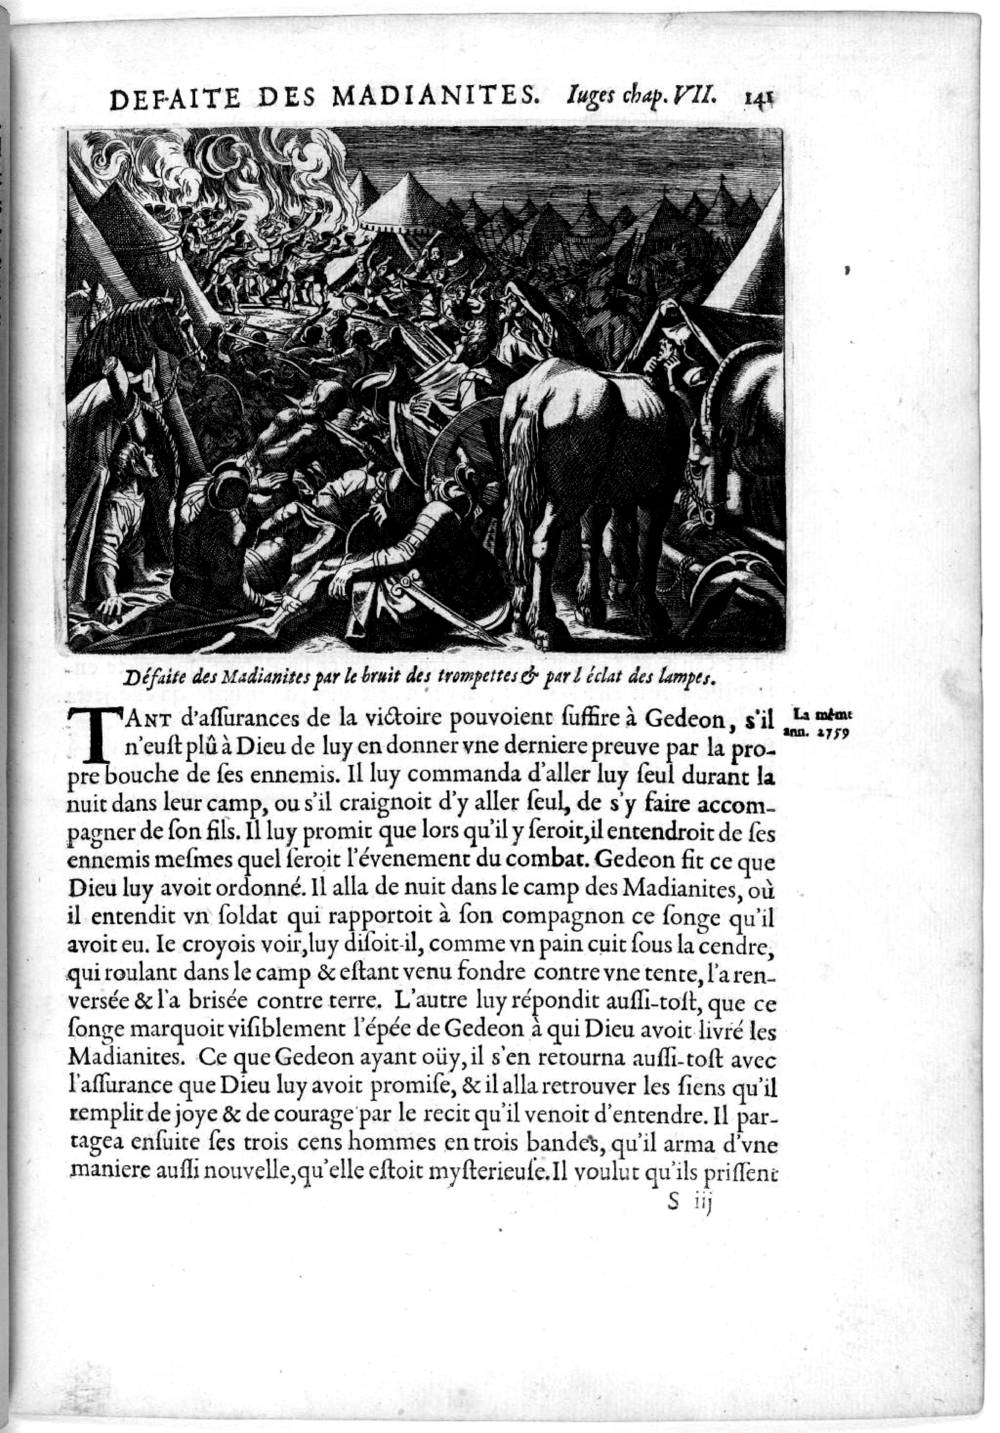 DEFAITE DES MADIANITES. Iuges chap. VII. 141
Défaite des Madianites par le bruit des trompettes & par l'éclat des lampes.
TANT d'aſſurances de la victoire pouvoient ſuffire à Gedeon, s'il
n'euſt plû à Dieu de luy en donner vne derniere preuve par la pro-
pre bouche de ſes ennemis. Il luy commanda d'aller luy ſeul durant la
nuit dans leur camp, ou s'il craignoit d'y aller ſeul, de s'y faire accom-
pagner de ſon fils. Il luy promit que lors qu'il y ſeroit, il entendroit de ſes
ennemis meſmes quel ſeroit l'évenement du combat. Gedeon fit ce que
Dieu luy avoit ordonné. Il alla de nuit dans le camp des Madianites, où
il entendit vn ſoldat qui rapportoit à ſon compagnon ce ſonge qu'il
avoit eu. Ie croyois voir, luy diſoit-il, comme vn pain cuit ſous la cendre,
qui roulant dans le camp & eſtant venu fondre contre vne tente, l'a ren-
versée & l'a brisée contre terre. L'autre luy répondit auſſi-toſt, que ce
ſonge marquoit viſiblement l'épée de Gedeon à qui Dieu avoit livré les
Madianites. Ce que Gedeon ayant oüy, il s'en retourna auſſi-toſt avec
l'aſſurance que Dieu luy avoit promiſe, & il alla retrouver les ſiens qu'il
remplit de joye & de courage par le recit qu'il venoit d'entendre. Il par-
tagea enſuite ſes trois cens hommes en trois bandes, qu'il arma d'vne
maniere auſſi nouvelle, qu'elle eſtoit myſterieuſe. Il voulut qu'ils priſſent
S iij
La même
ann. 2759